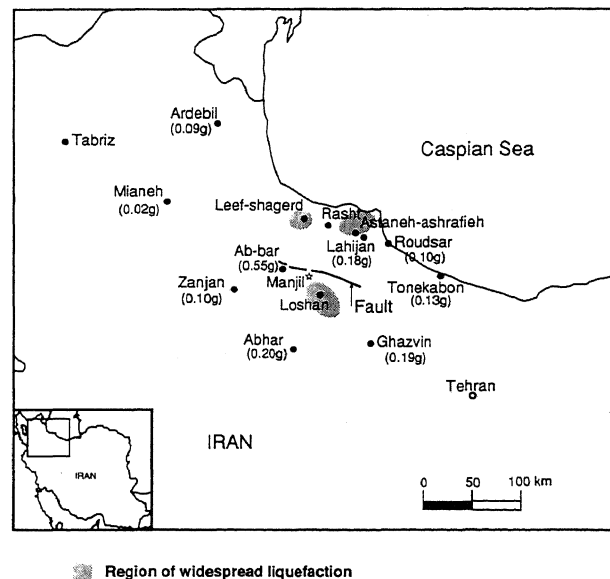 Ardebil
(0.09g)
Tabriz
Caspian Sea
Mianeh
(0.02g)
Leef-shagerd
Rasht
Astaneh-ashrafieh
Lahijan
(0.18g)
Roudsar
(0.10g)
Ab-bar
(0.55g)
Manjil
Zanjan
(0.10g)
Loshan
Fault
Tonekabon
(0.13g)
Abhar
(0.20g)
Ghazvin
(0.19g)
Tehran
IRAN
IRAN
0 50 100 km
Region of widespread liquefaction